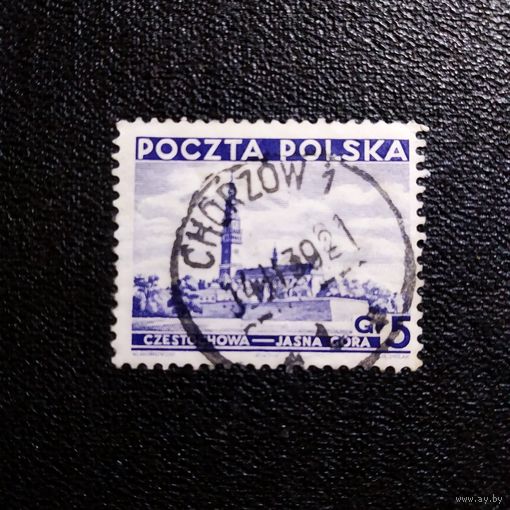 POCZTA POLSKA
CHORZÓW 1
Gr 5
CZĘSTOCHOWA — JASNA GÓRA
www.ay.by